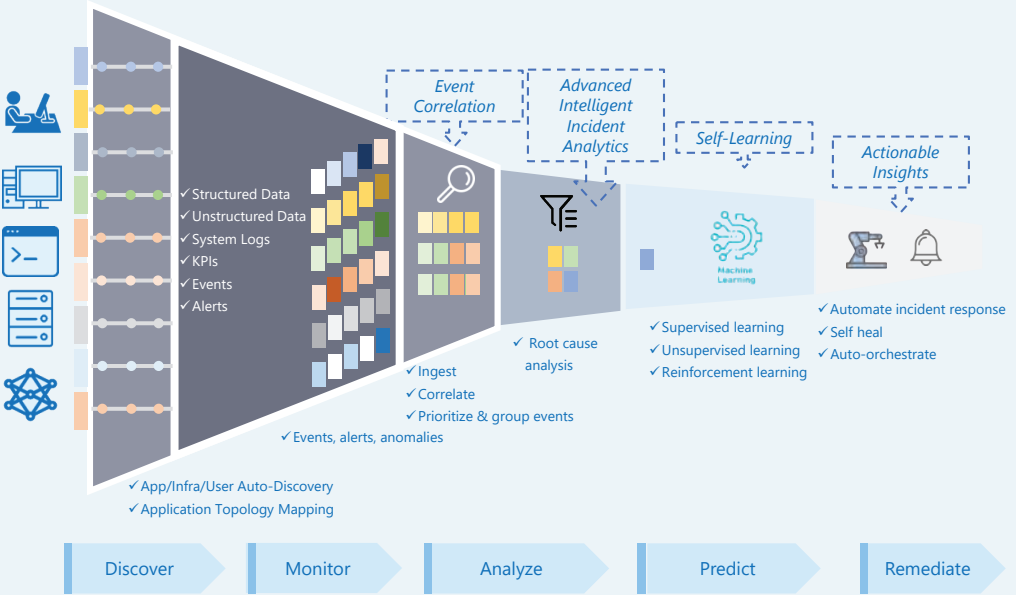 Event
Correlation
Advanced
Intelligent
Incident
Analytics
Self-Learning
Actionable
Insights
✓Structured Data
✓Unstructured Data
✓System Logs
✓KPIs
✓Events
✓Alerts
Machine
Learning
✓Automate incident response
✓Self heal
✓Auto-orchestrate
✓Supervised learning
✓Unsupervised learning
✓Reinforcement learning
✓ Root cause
analysis
✓Ingest
✓Correlate
✓Prioritize & group events
✓Events, alerts, anomalies
✓App/Infra/User Auto-Discovery
✓Application Topology Mapping
Discover
Monitor
Analyze
Predict
Remediate